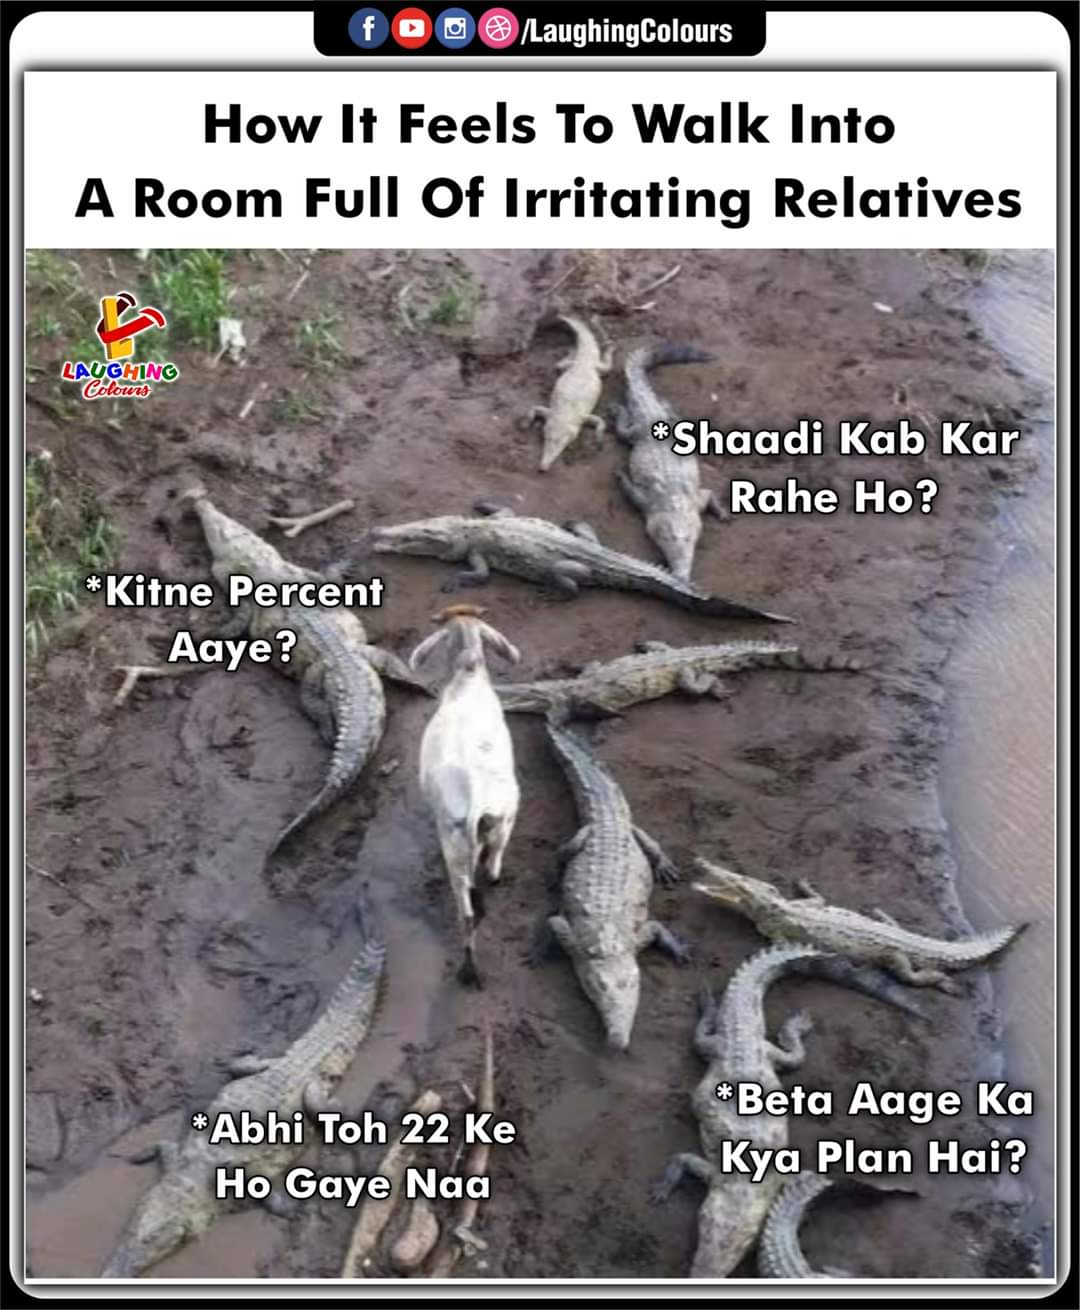 /LaughingColours
How It Feels To Walk Into
A Room Full Of Irritating Relatives
LAUGHING
Colours
*Shaadi Kab Kar
Rahe Ho?
*Kitne Percent
Aaye?
*Abhi Toh 22 Ke
Ho Gaye Naa
*Beta Aage Ka
Kya Plan Hai?